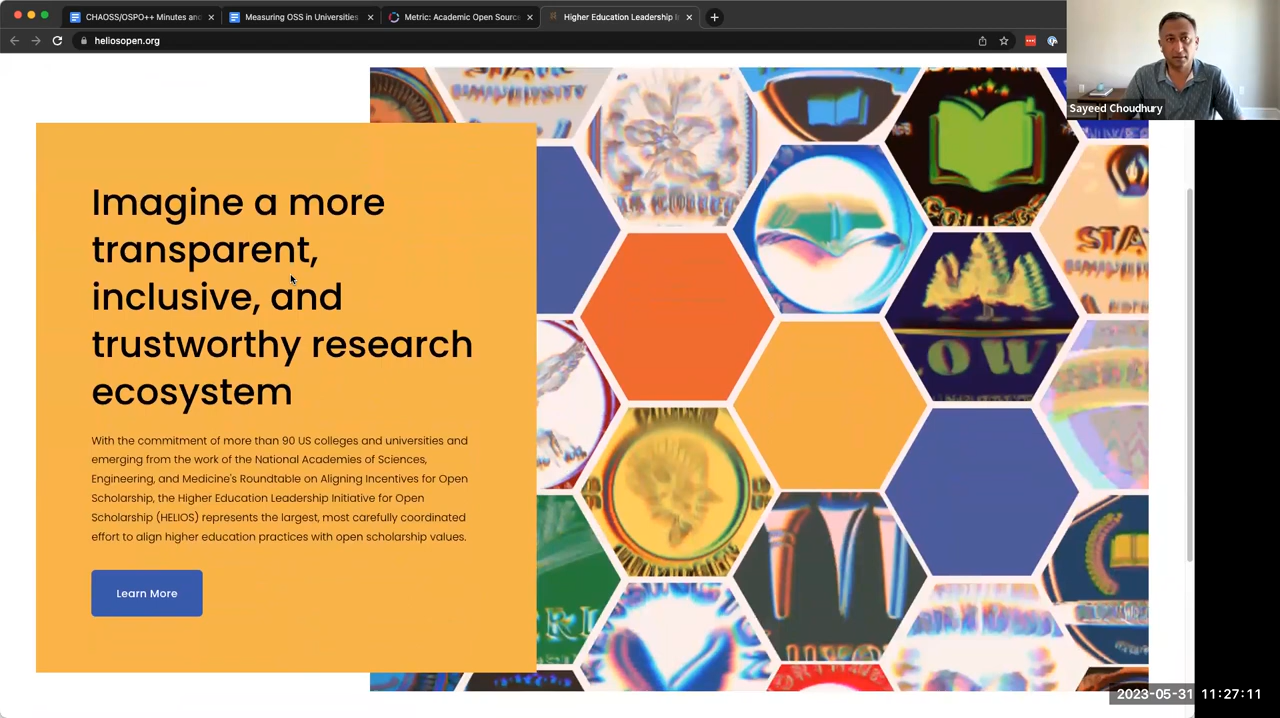 CHAOSS/OSPO++ Minutes an
Measuring OSS in Universities
Metric: Academic Open Sourc
Higher Education Leadership I
heliosopen.org
Sayeed Choudhury
UNIVERSITY
STATE
Imagine a more
transparent,
inclusive, and
trustworthy research
ecosystem
With the commitment of more than 90 US colleges and universities and
emerging from the work of the National Academies of Sciences,
Engineering, and Medicine's Roundtable on Aligning Incentives for Open
Scholarship, the Higher Education Leadership Initiative for Open
Scholarship (HELIOS) represents the largest, most carefully coordinated
effort to align higher education practices with open scholarship values.
Learn More
2023-05-31 11:27:11